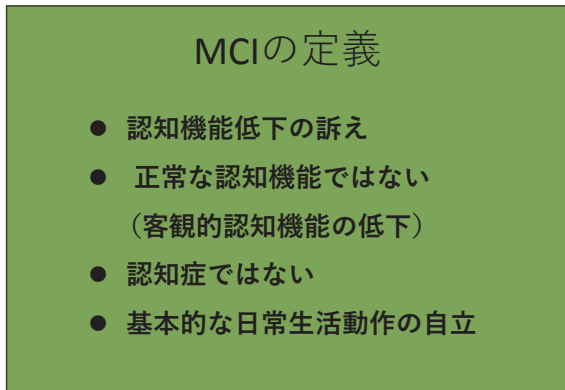 MCIの定義
● 認知機能低下の訴え
● 正常な認知機能ではない
（客観的認知機能の低下）
● 認知症ではない
● 基本的な日常生活動作の自立